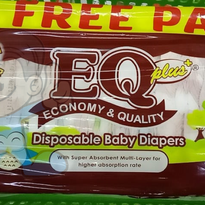 FREE PA
EQ plus+
ECONOMY & QUALITY
Disposable Baby Diapers
With Super Absorbent Multi-Layer for
higher absorption rate